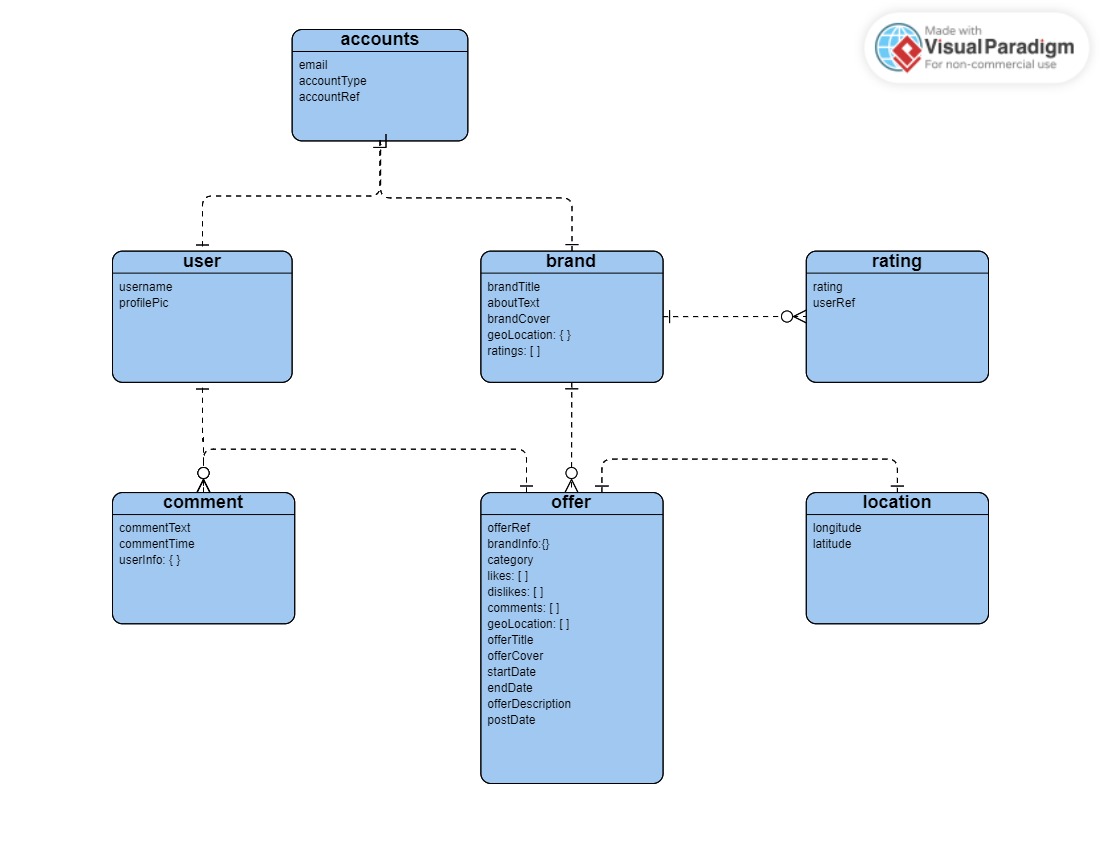 accounts
email
accountType
accountRef
Made with
Visual Paradigm
For non-commercial use
user
username
profilePic
brand
brandTitle
aboutText
brandCover
geoLocation: { }
ratings: [ ]
rating
rating
userRef
comment
commentText
commentTime
userInfo: { }
offer
offerRef
brandInfo:{}
category
likes: [ ]
dislikes: [ ]
comments: [ ]
geoLocation: [ ]
offerTitle
offerCover
startDate
endDate
offerDescription
postDate
location
longitude
latitude